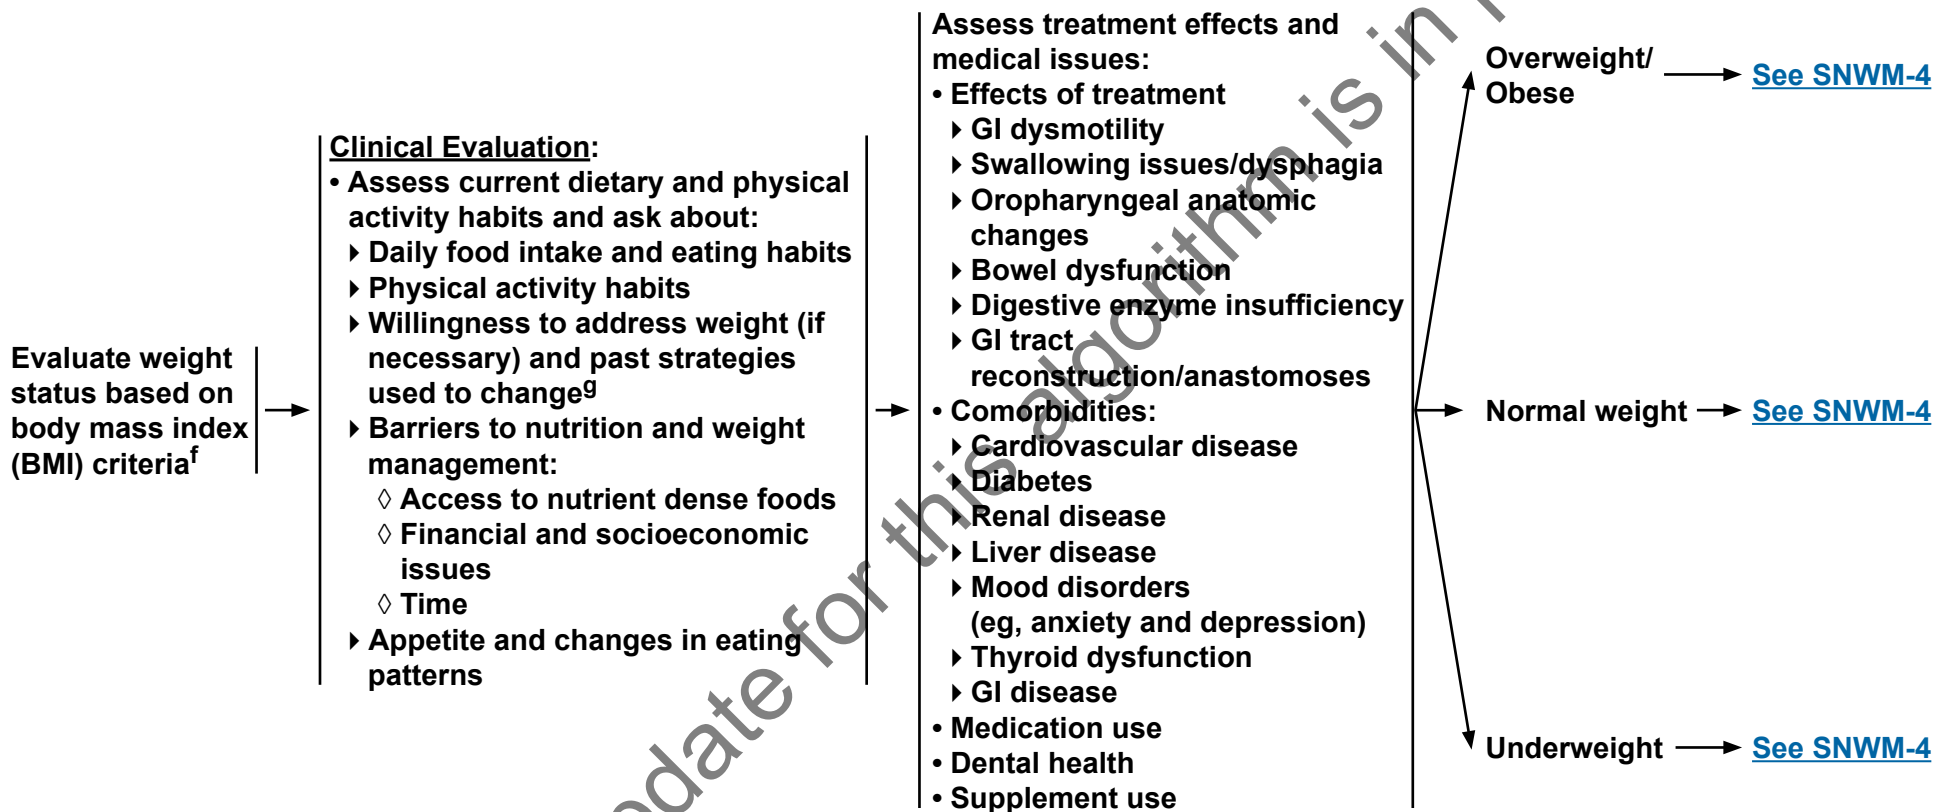 Evaluate weight
status based on
body mass index
(BMI) criteriaf
Clinical Evaluation:
• Assess current dietary and physical
activity habits and ask about:
▸ Daily food intake and eating habits
▸ Physical activity habits
▸ Willingness to address weight (if
necessary) and past strategies
used to changeg
▸ Barriers to nutrition and weight
management:
◊ Access to nutrient dense foods
◊ Financial and socioeconomic
issues
◊ Time
▸ Appetite and changes in eating
patterns
Assess treatment effects and
medical issues:
• Effects of treatment
▸ GI dysmotility
▸ Swallowing issues/dysphagia
▸ Oropharyngeal anatomic
changes
▸ Bowel dysfunction
▸ Digestive enzyme insufficiency
▸ GI tract
reconstruction/anastomoses
• Comorbidities:
▸ Cardiovascular disease
▸ Diabetes
▸ Renal disease
▸ Liver disease
▸ Mood disorders
(eg, anxiety and depression)
▸ Thyroid dysfunction
▸ GI disease
• Medication use
• Dental health
• Supplement use
Overweight/
Obese
See SNWM-4
Normal weight
See SNWM-4
Underweight
See SNWM-4
for this algorithm is in